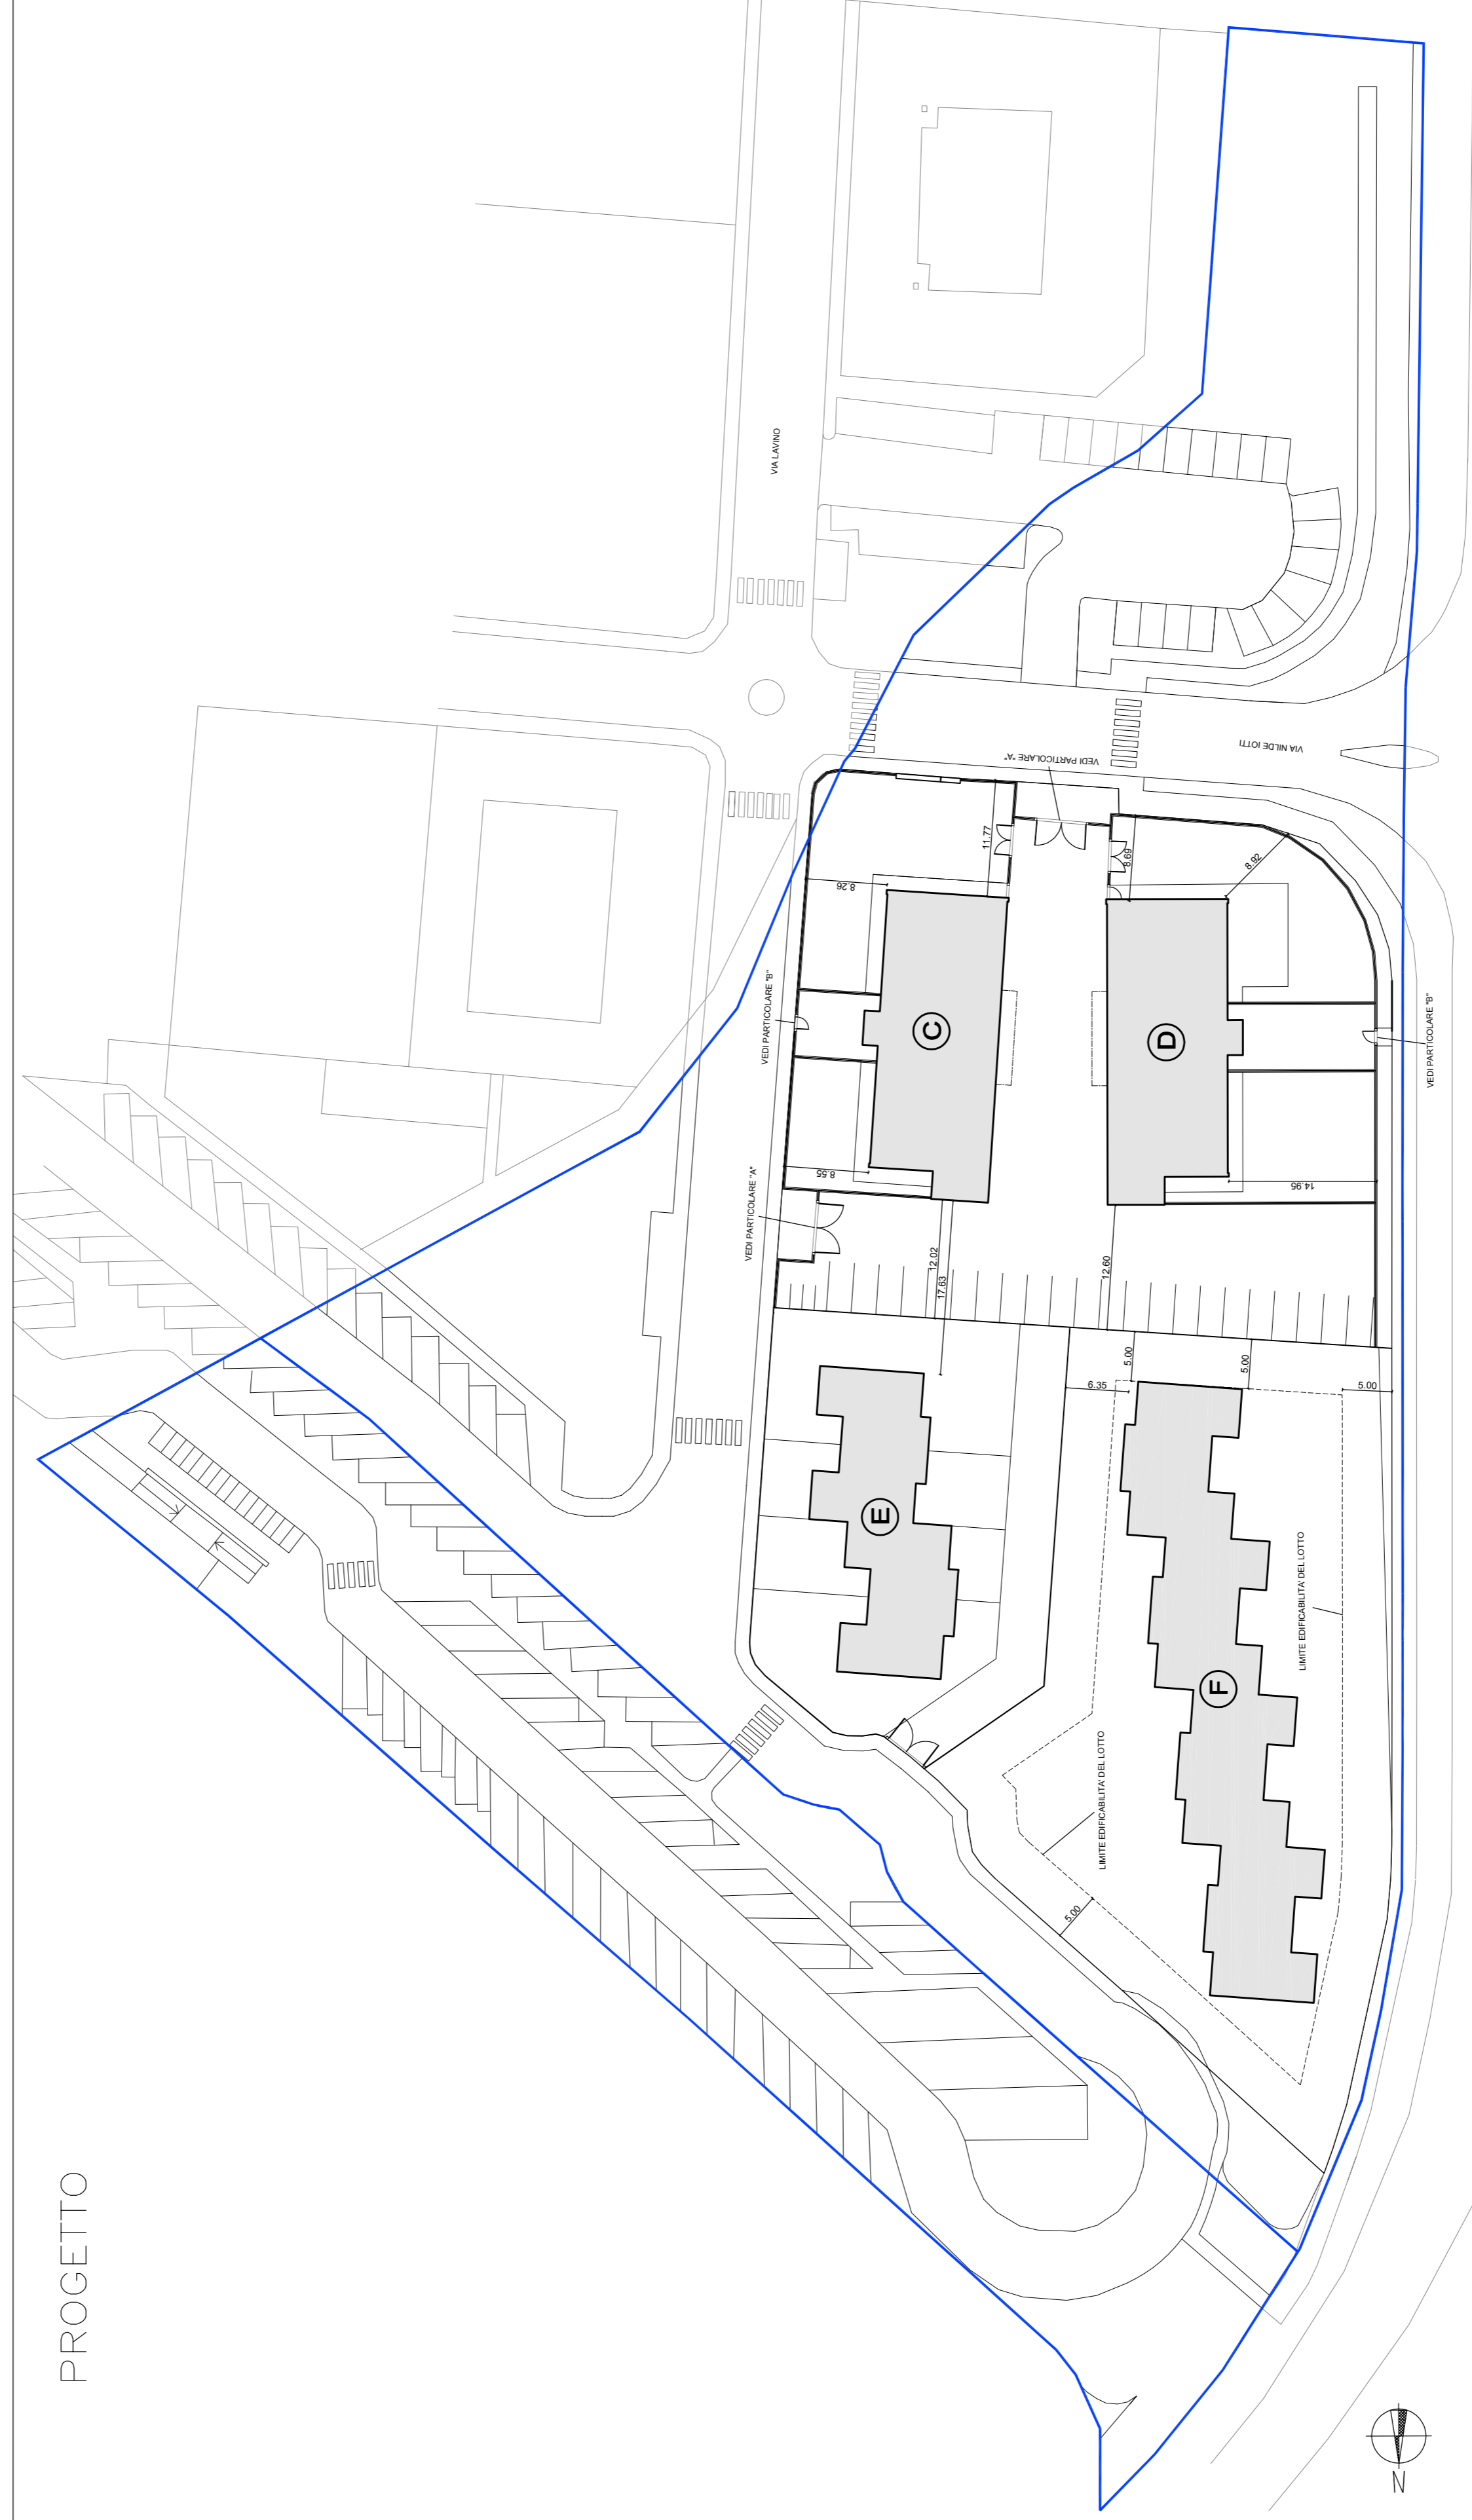 PROGETTO
VIA LAVINO
VIA NILDE IOTTI
VEDI PARTICOLARE "A"
11.77
8.69
8.92
8.26
VEDI PARTICOLARE "B"
C
D
VEDI PARTICOLARE "B"
8.55
14.95
VEDI PARTICOLARE "A"
12.02
17.63
12.60
5.00
5.00
6.35
5.00
E
F
LIMITE EDIFICABILITA' DEL LOTTO
LIMITE EDIFICABILITA' DEL LOTTO
5.00
N